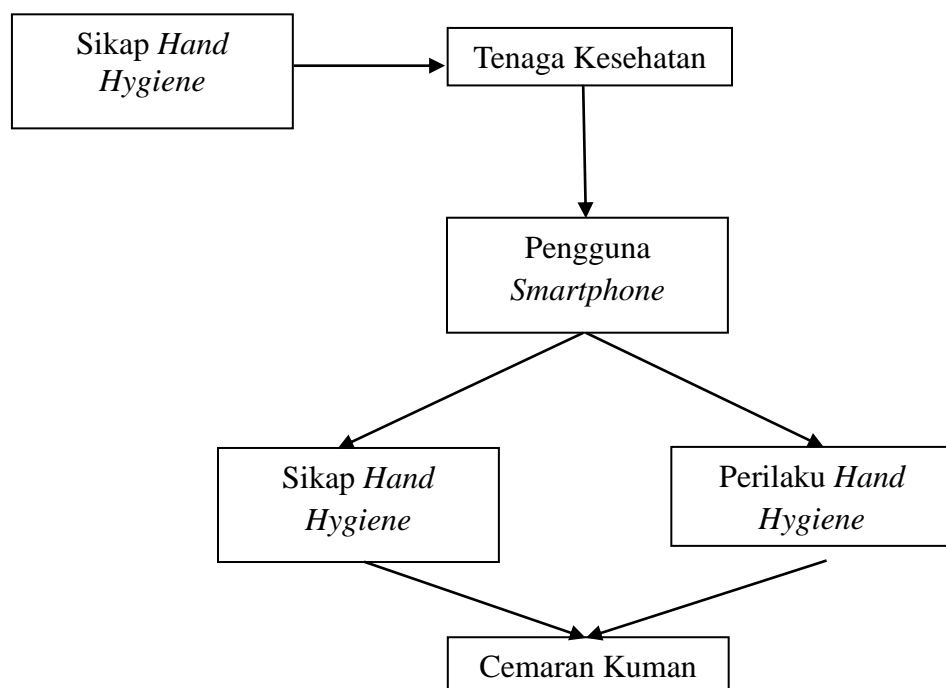 Sikap Hand
Hygiene
Tenaga Kesehatan
Pengguna
Smartphone
Sikap Hand
Hygiene
Perilaku Hand
Hygiene
Cemaran Kuman